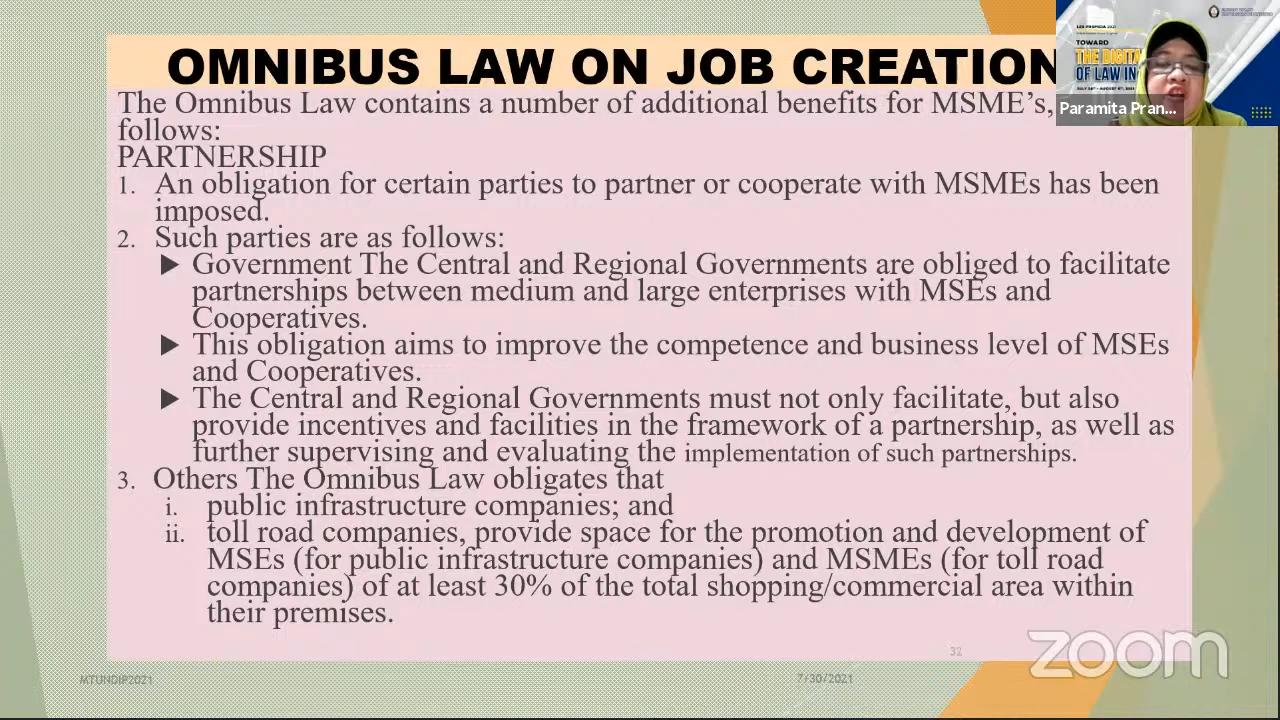 OMNIBUS LAW ON JOB CREATION
The Omnibus Law contains a number of additional benefits for MSME’s,
follows:
PARTNERSHIP
1. An obligation for certain parties to partner or cooperate with MSMEs has been
imposed.
2. Such parties are as follows:
▶ Government The Central and Regional Governments are obliged to facilitate
partnerships between medium and large enterprises with MSEs and
Cooperatives.
▶ This obligation aims to improve the competence and business level of MSEs
and Cooperatives.
▶ The Central and Regional Governments must not only facilitate, but also
provide incentives and facilities in the framework of a partnership, as well as
further supervising and evaluating the implementation of such partnerships.
3. Others The Omnibus Law obligates that
i. public infrastructure companies; and
ii. toll road companies, provide space for the promotion and development of
MSEs (for public infrastructure companies) and MSMEs (for toll road
companies) of at least 30% of the total shopping/commercial area within
their premises.
32
MTUNDIP2021
7/30/2021
zoom
TOWARD
THE DIGITA
OF LAW IN
Paramita Pran...